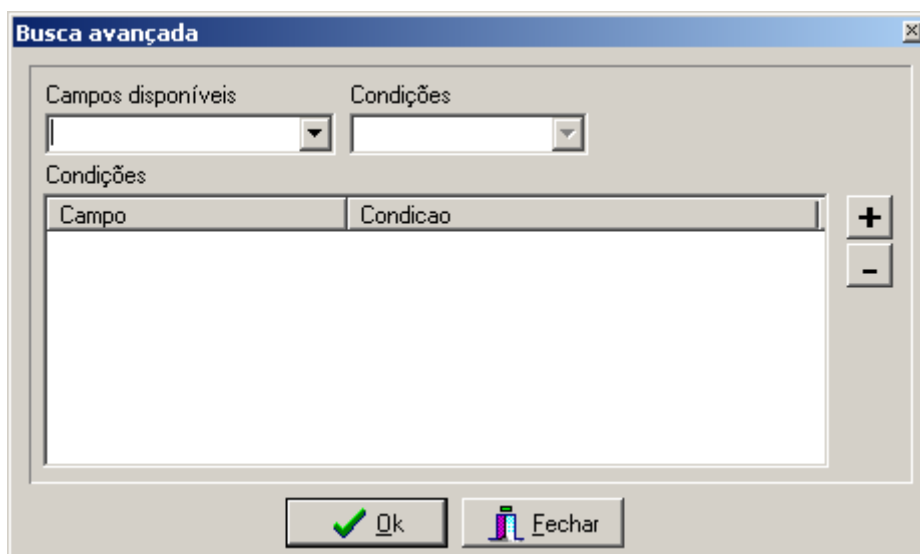 Busca avançada
Campos disponíveis Condições
Condições
Campo Condicao
+
-
Ok Fechar